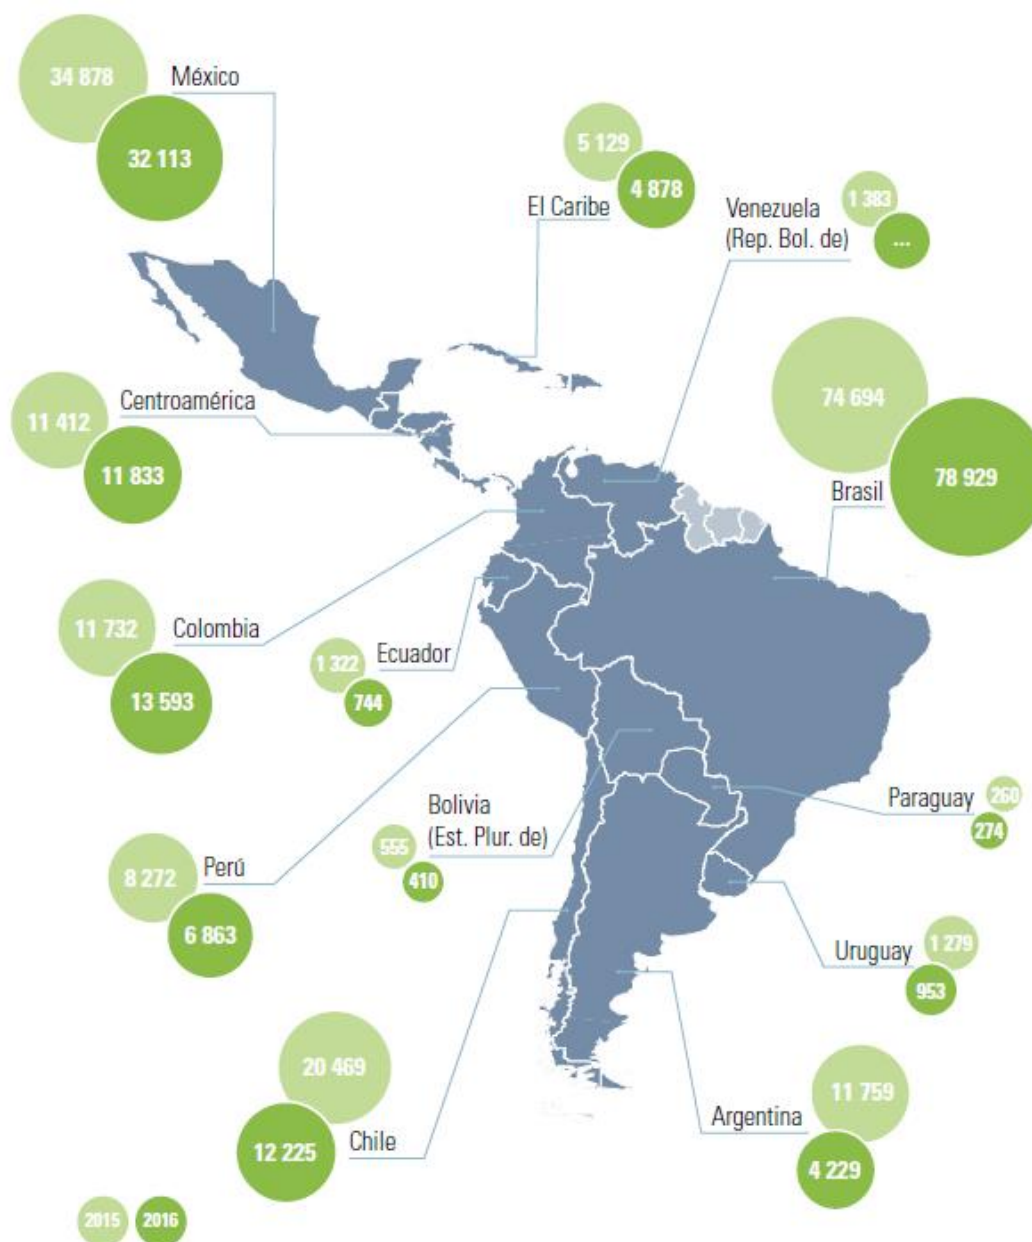 34 878
México
32 113
5 129
4 878
El Caribe
Venezuela
(Rep. Bol. de)
1 383
...
Centroamérica
11 412
11 833
74 694
78 929
Brasil
11 732
Colombia
13 593
1 322
Ecuador
744
Bolivia
(Est. Plur. de)
555
410
Paraguay
260
274
8 272
Perú
6 863
1 279
Uruguay
953
20 469
Chile
12 225
11 759
Argentina
4 229
2015
2016